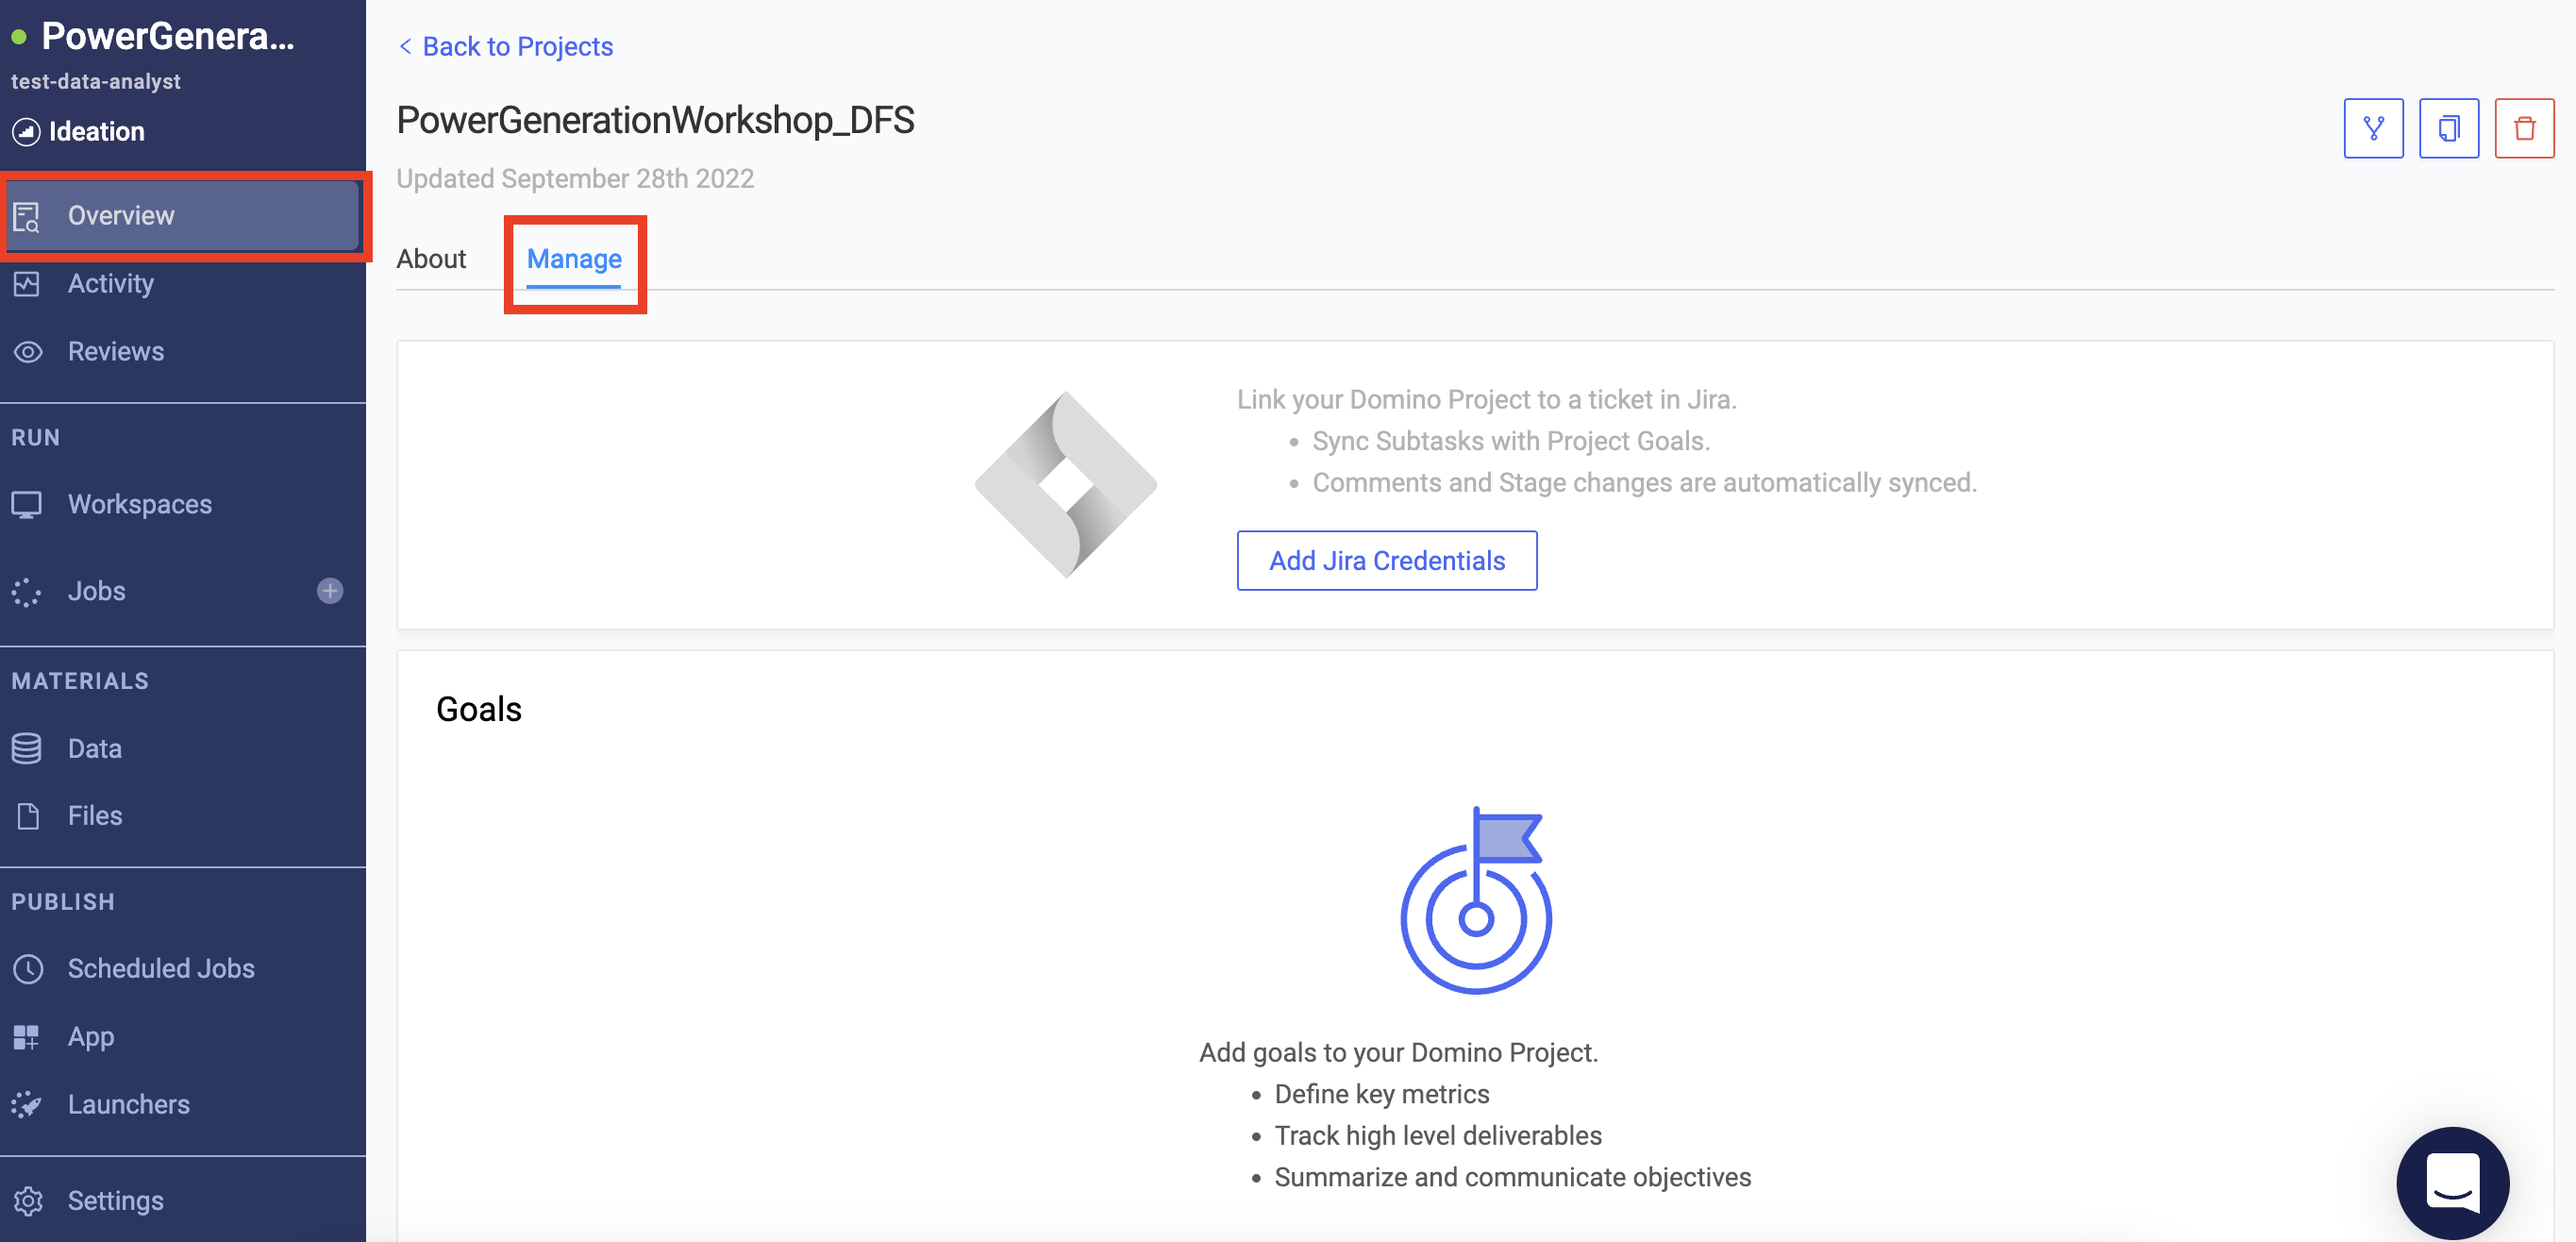 PowerGenera...
test-data-analyst
Ideation
Overview
Activity
Reviews
RUN
Workspaces
Jobs
MATERIALS
Data
Files
PUBLISH
Scheduled Jobs
App
Launchers
Settings
< Back to Projects
PowerGenerationWorkshop_DFS
Updated September 28th 2022
About Manage
Link your Domino Project to a ticket in Jira.
• Sync Subtasks with Project Goals.
• Comments and Stage changes are automatically synced.
Add Jira Credentials
Goals
Add goals to your Domino Project.
• Define key metrics
• Track high level deliverables
• Summarize and communicate objectives